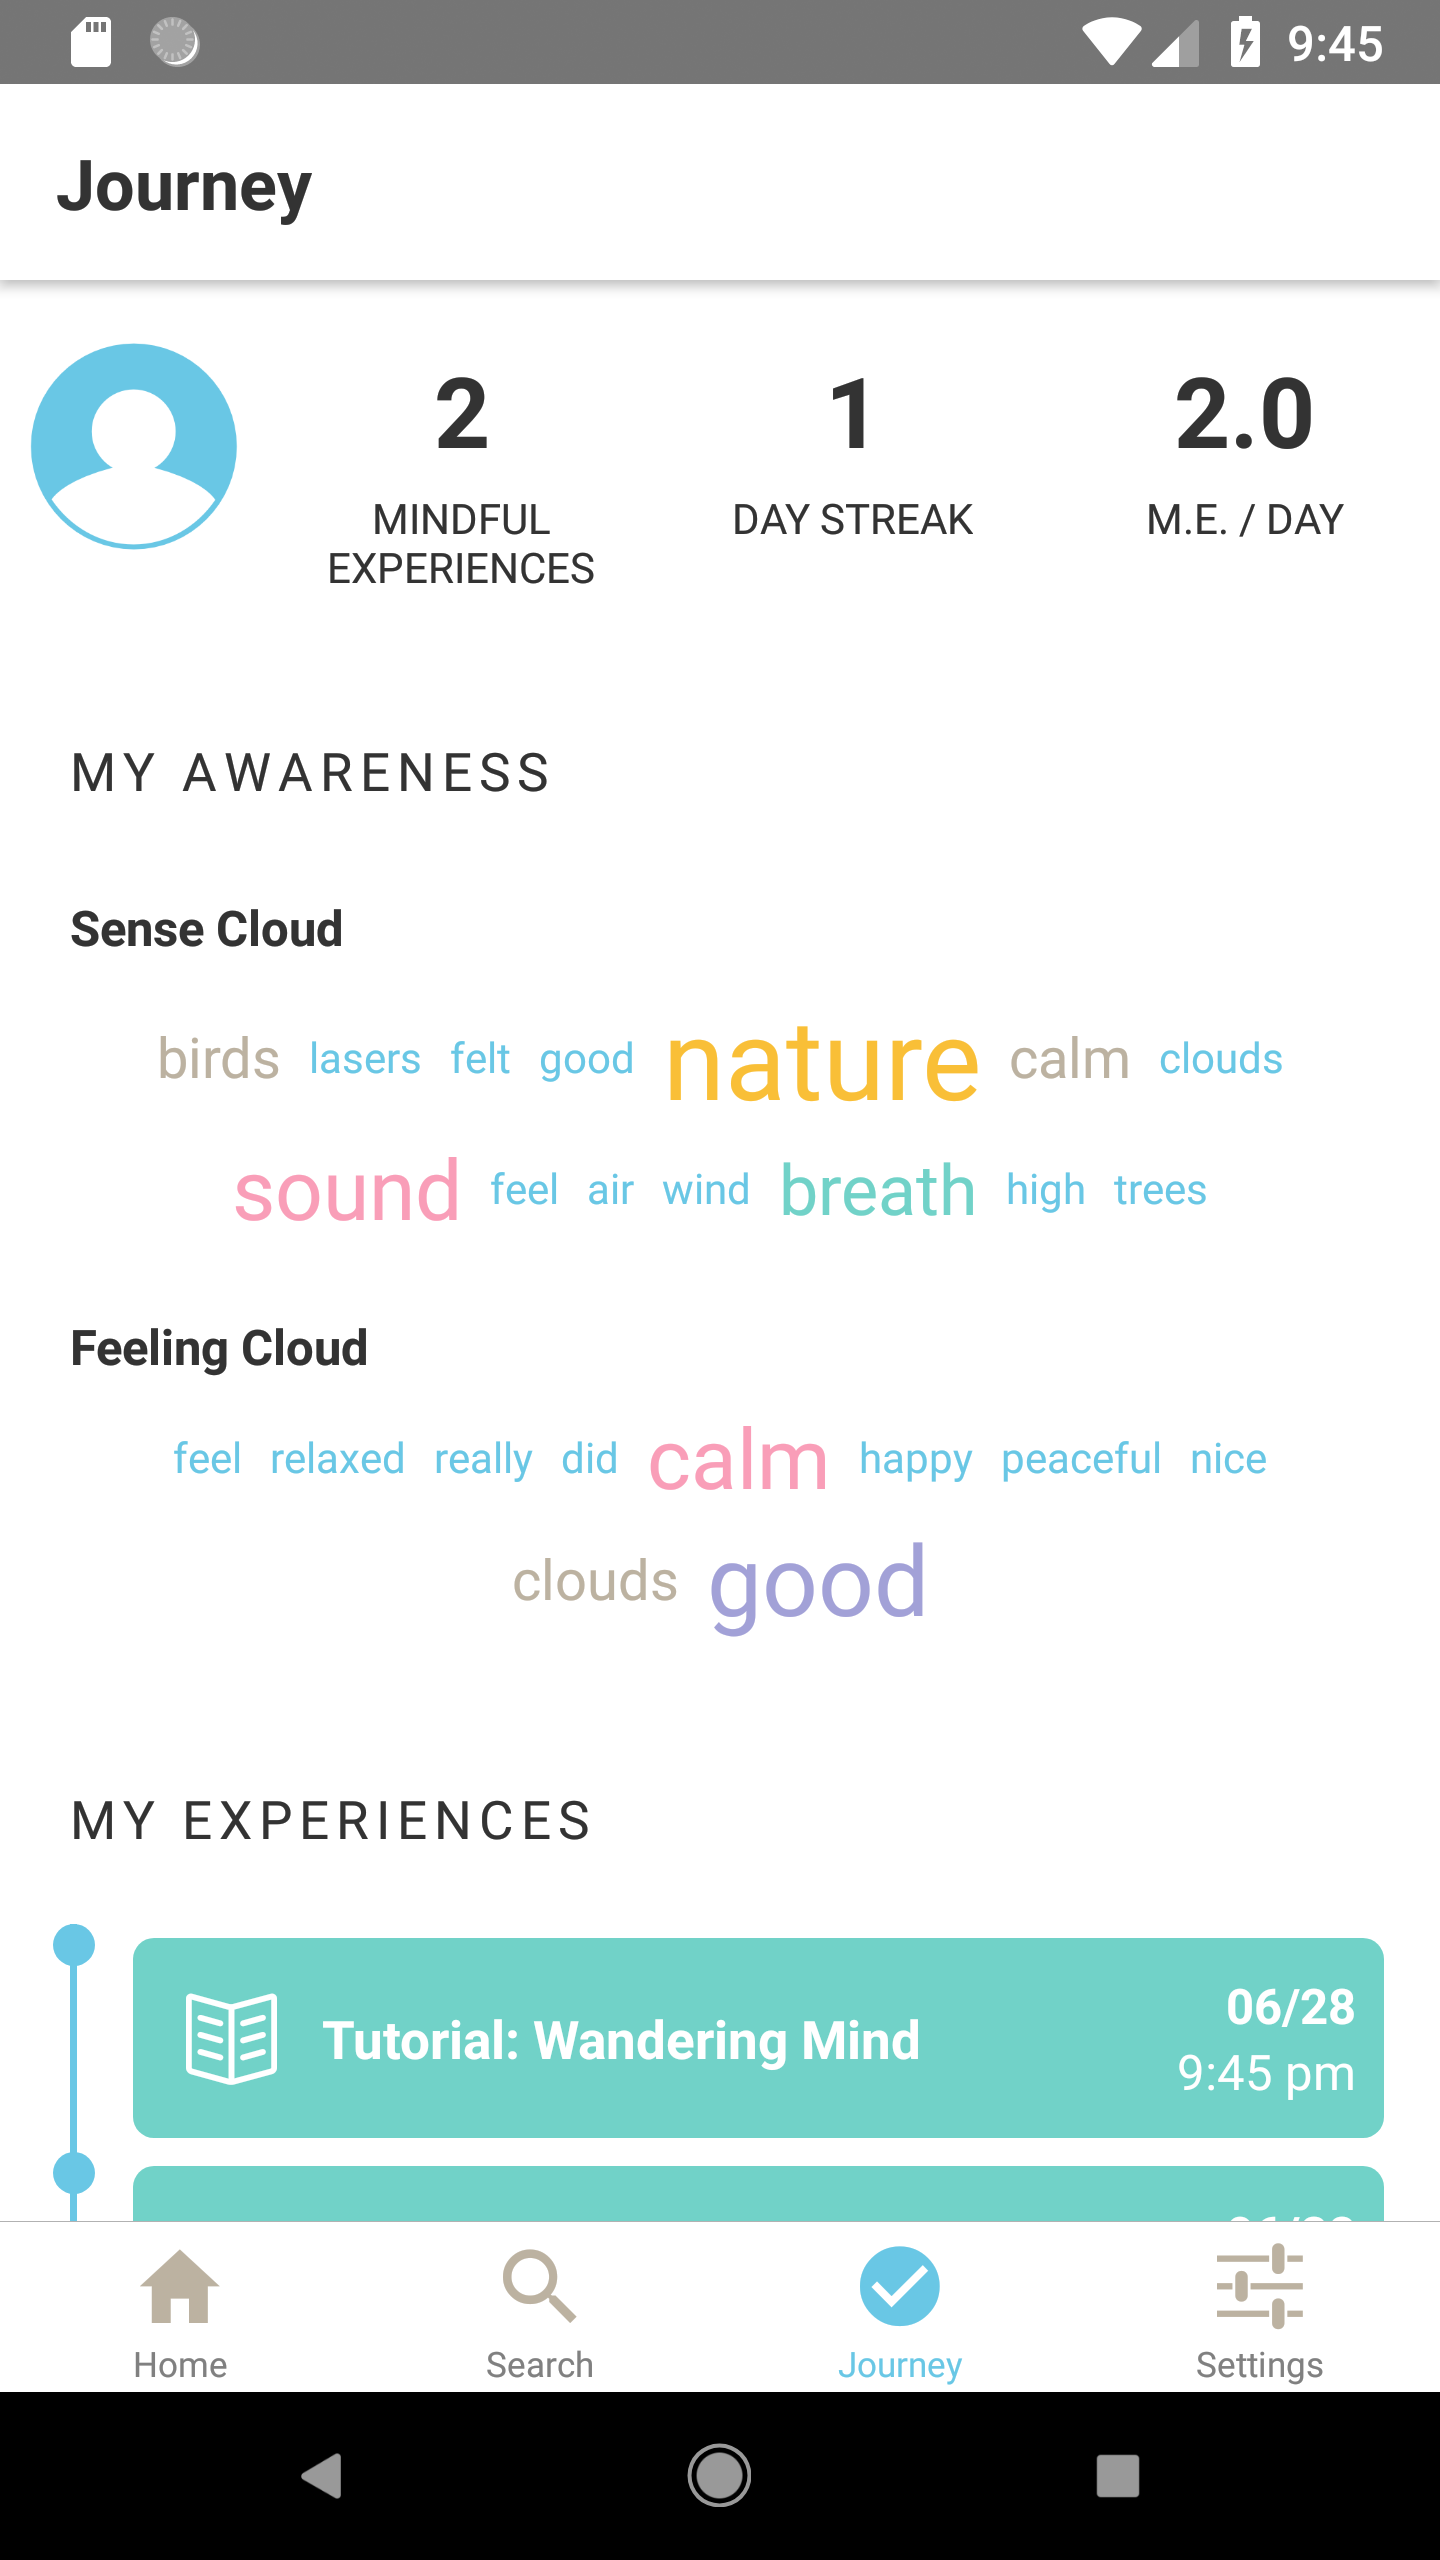 9:45
Journey
2
MINDFUL
EXPERIENCES
1
DAY STREAK
2.0
M.E. / DAY
MY AWARENESS
Sense Cloud
birds lasers felt good nature calm clouds
sound feel air wind breath high trees
Feeling Cloud
feel relaxed really did calm happy peaceful nice
clouds good
MY EXPERIENCES
Tutorial: Wandering Mind
06/28
9:45 pm
Home
Search
Journey
Settings